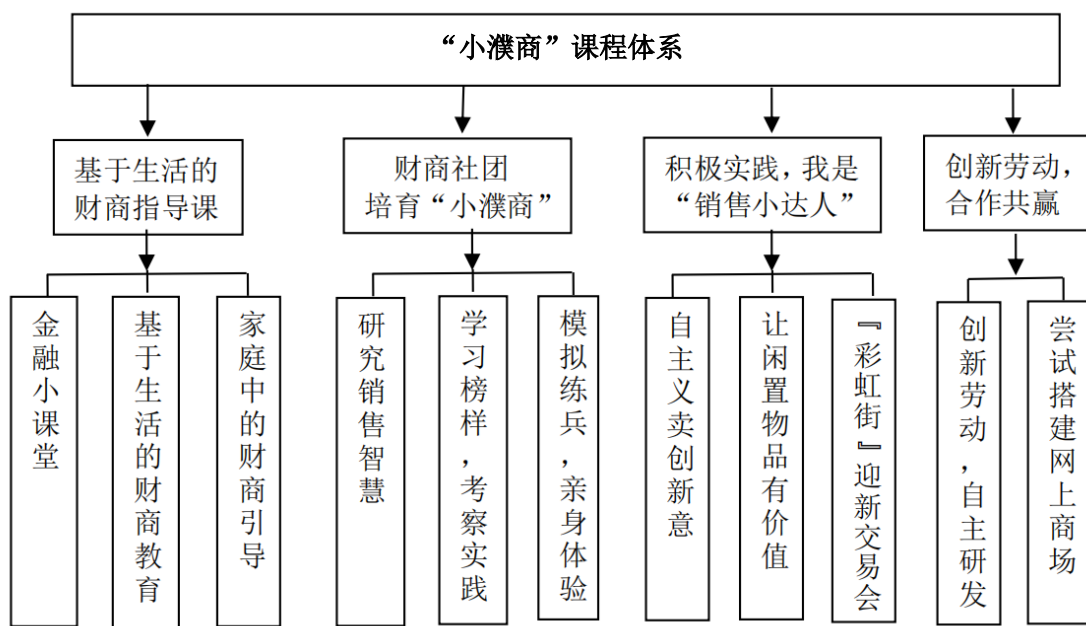 “小濮商”课程体系
基于生活的
财商指导课
财商社团
培育“小濮商”
积极实践，我是
“销售小达人”
创新劳动，
合作共赢
金融小课堂
基于生活的财商教育
家庭中的财商引导
研究销售智慧
学习榜样，考察实践
模拟练兵，亲身体验
自主义卖创新意
让闲置物品有价值
『彩虹街』迎新交易会
创新劳动，自主研发
尝试搭建网上商场